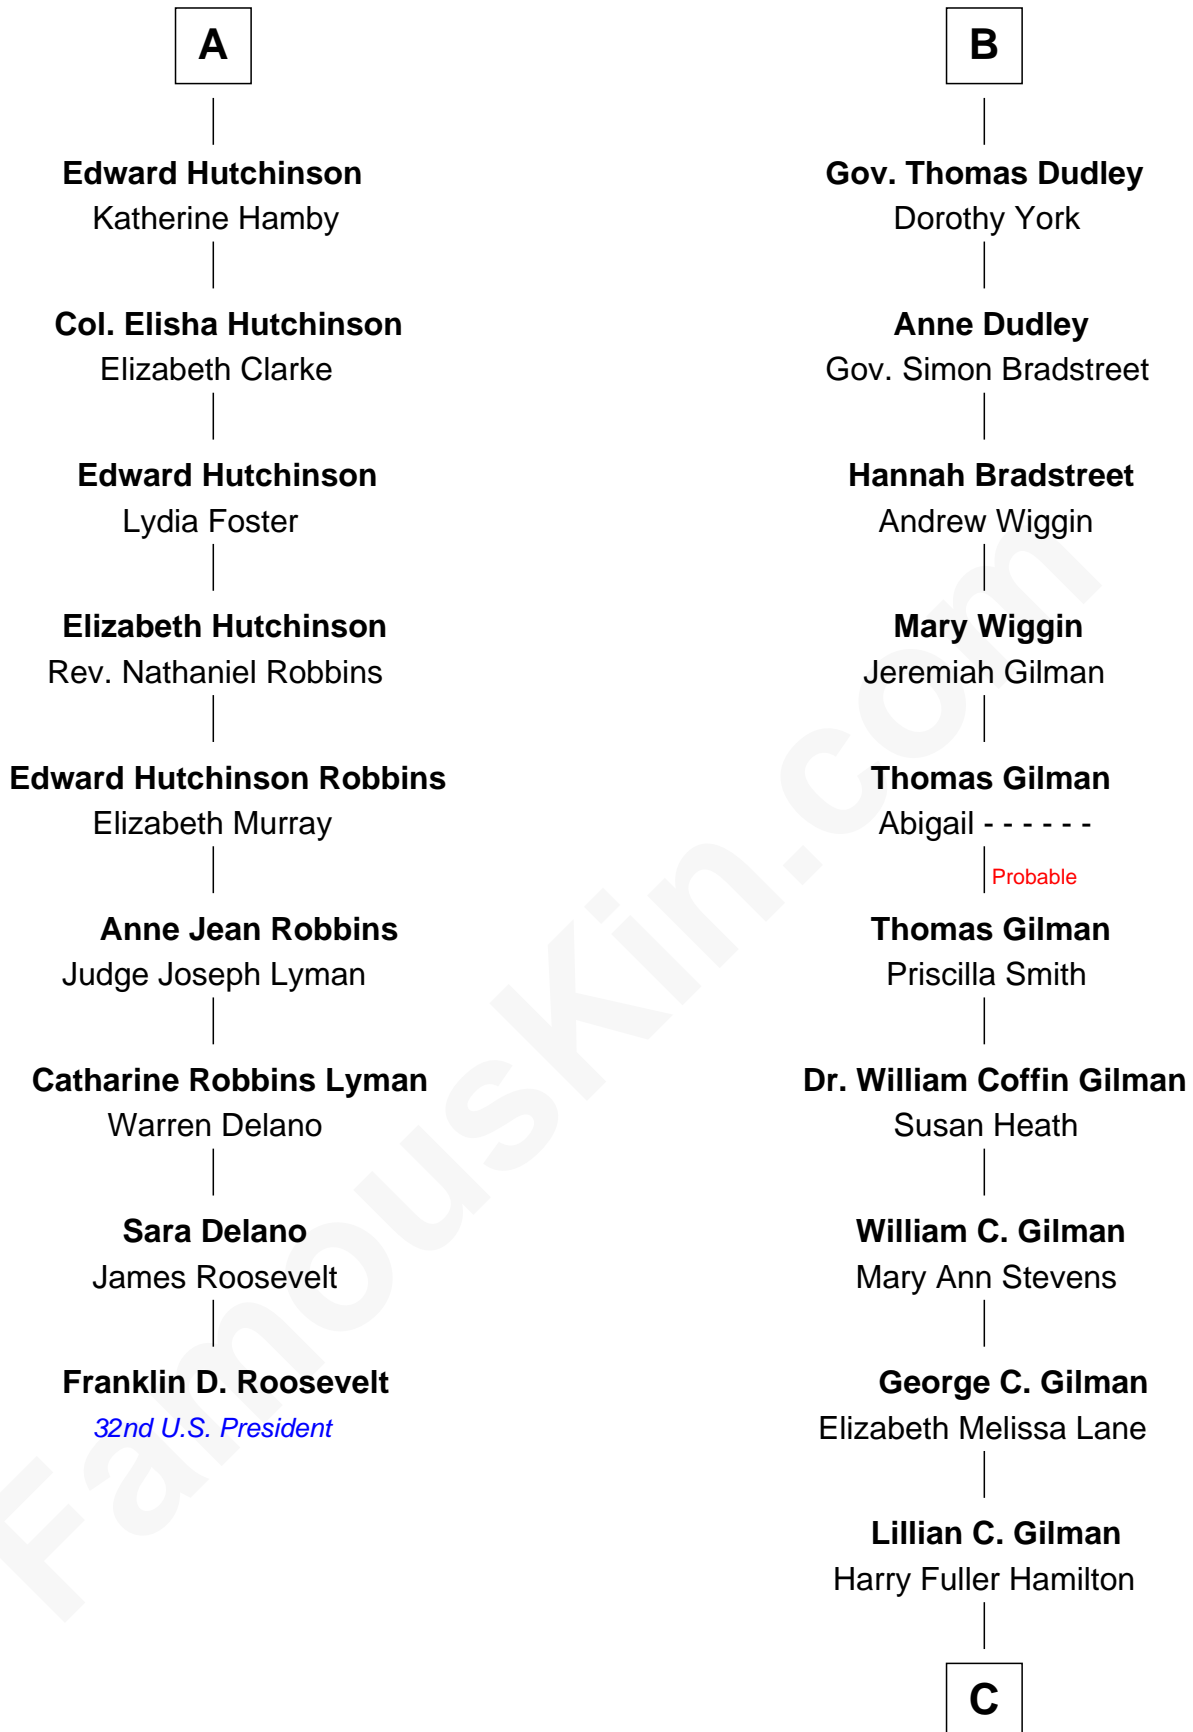 A
Edward Hutchinson
Katherine Hamby
Col. Elisha Hutchinson
Elizabeth Clarke
Edward Hutchinson
Lydia Foster
Elizabeth Hutchinson
Rev. Nathaniel Robbins
Edward Hutchinson Robbins
Elizabeth Murray
Anne Jean Robbins
Judge Joseph Lyman
Catharine Robbins Lyman
Warren Delano
Sara Delano
James Roosevelt
Franklin D. Roosevelt
32nd U.S. President
B
Gov. Thomas Dudley
Dorothy York
Anne Dudley
Gov. Simon Bradstreet
Hannah Bradstreet
Andrew Wiggin
Mary Wiggin
Jeremiah Gilman
Thomas Gilman
Abigail - - - - - -
Probable
Thomas Gilman
Priscilla Smith
Dr. William Coffin Gilman
Susan Heath
William C. Gilman
Mary Ann Stevens
George C. Gilman
Elizabeth Melissa Lane
Lillian C. Gilman
Harry Fuller Hamilton
C
FamousKin.com